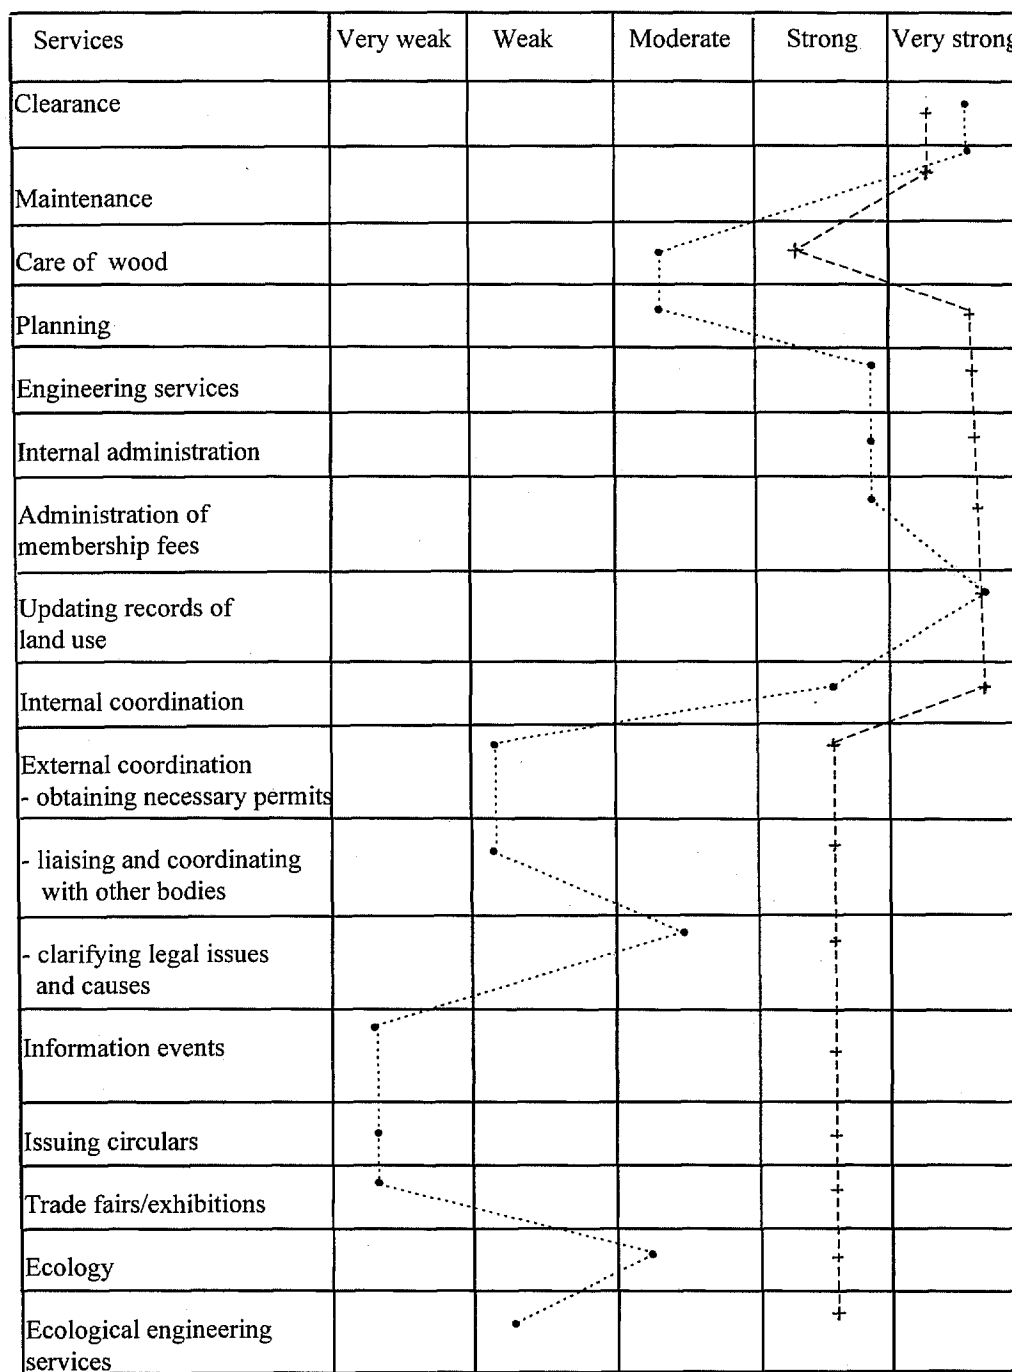 Services Very weak Weak Moderate Strong Very strong
Clearance
Maintenance
Care of wood
Planning
Engineering services
Internal administration
Administration of
membership fees
Updating records of
land use
Internal coordination
External coordination
- obtaining necessary permits
- liaising and coordinating
with other bodies
- clarifying legal issues
and causes
Information events
Issuing circulars
Trade fairs/exhibitions
Ecology
Ecological engineering
services